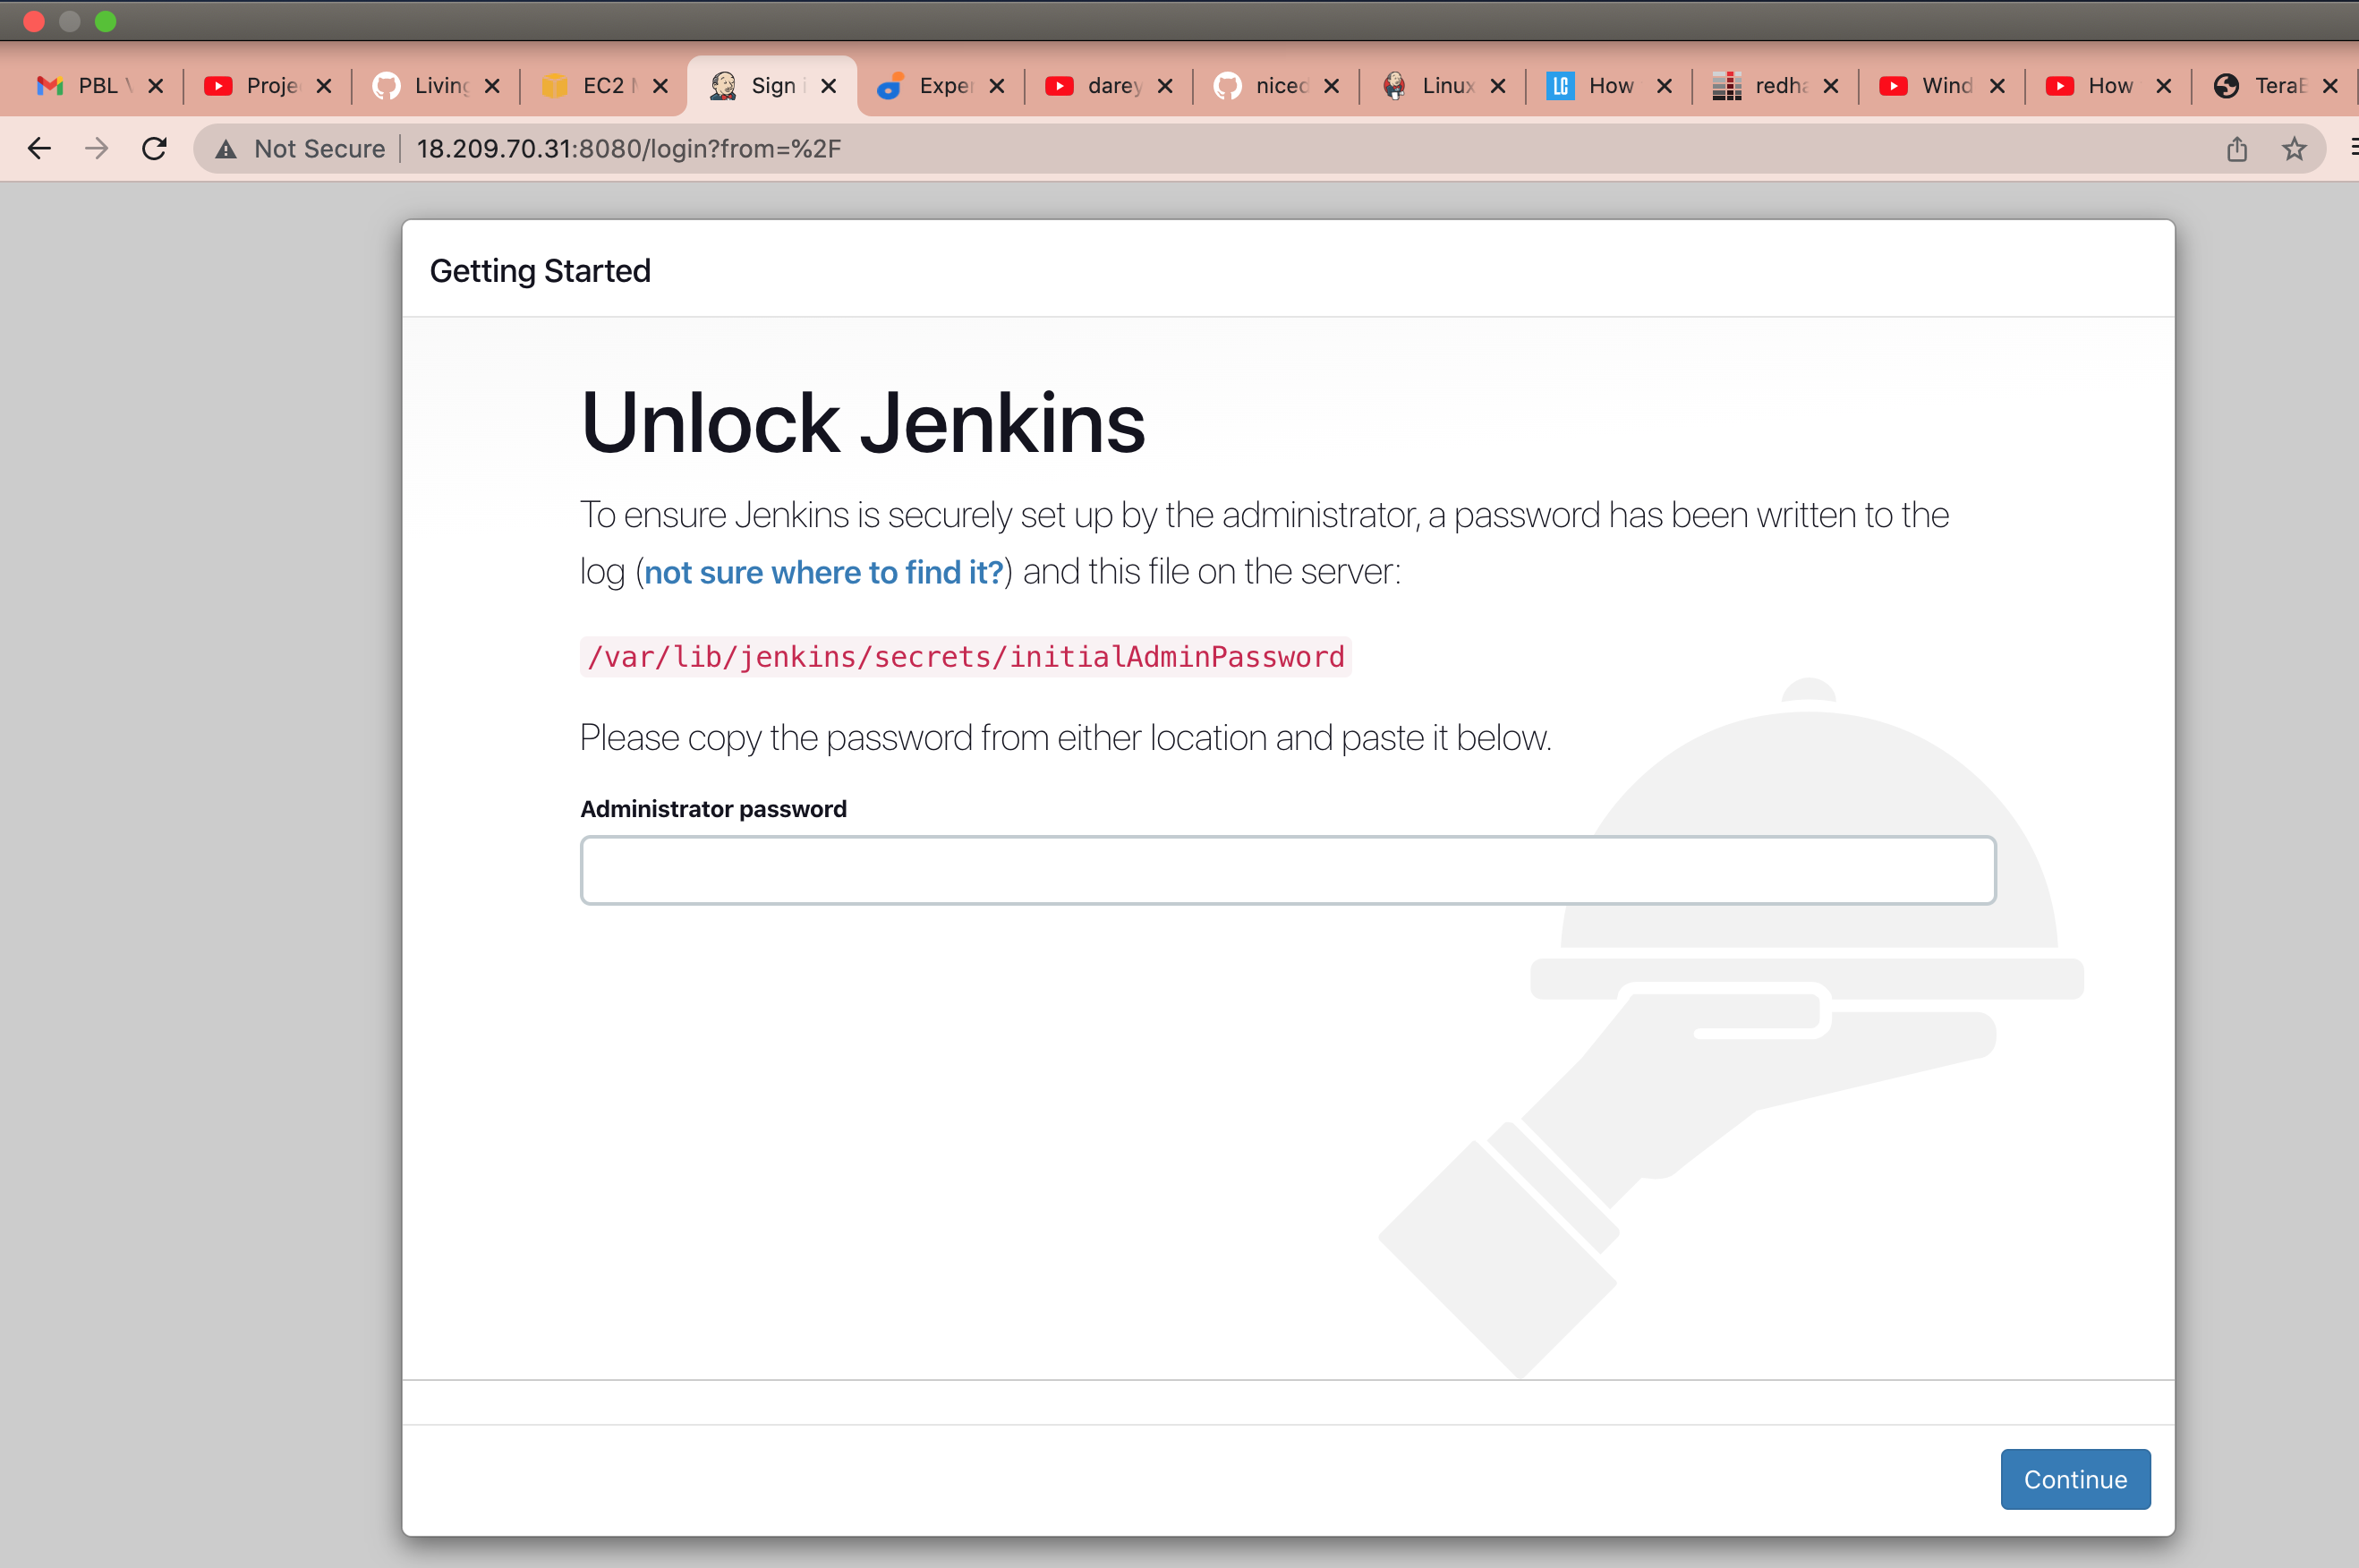 PBL
Proje
Living
EC2
Sign i
Exper
darey
niced
Linux
LC
How
redha
Wind
How
Tera
Not Secure
18.209.70.31:8080/login?from=%2F
Getting Started
Unlock Jenkins
To ensure Jenkins is securely set up by the administrator, a password has been written to the
log (not sure where to find it?) and this file on the server:
/var/lib/jenkins/secrets/initialAdminPassword
Please copy the password from either location and paste it below.
Administrator password
Continue